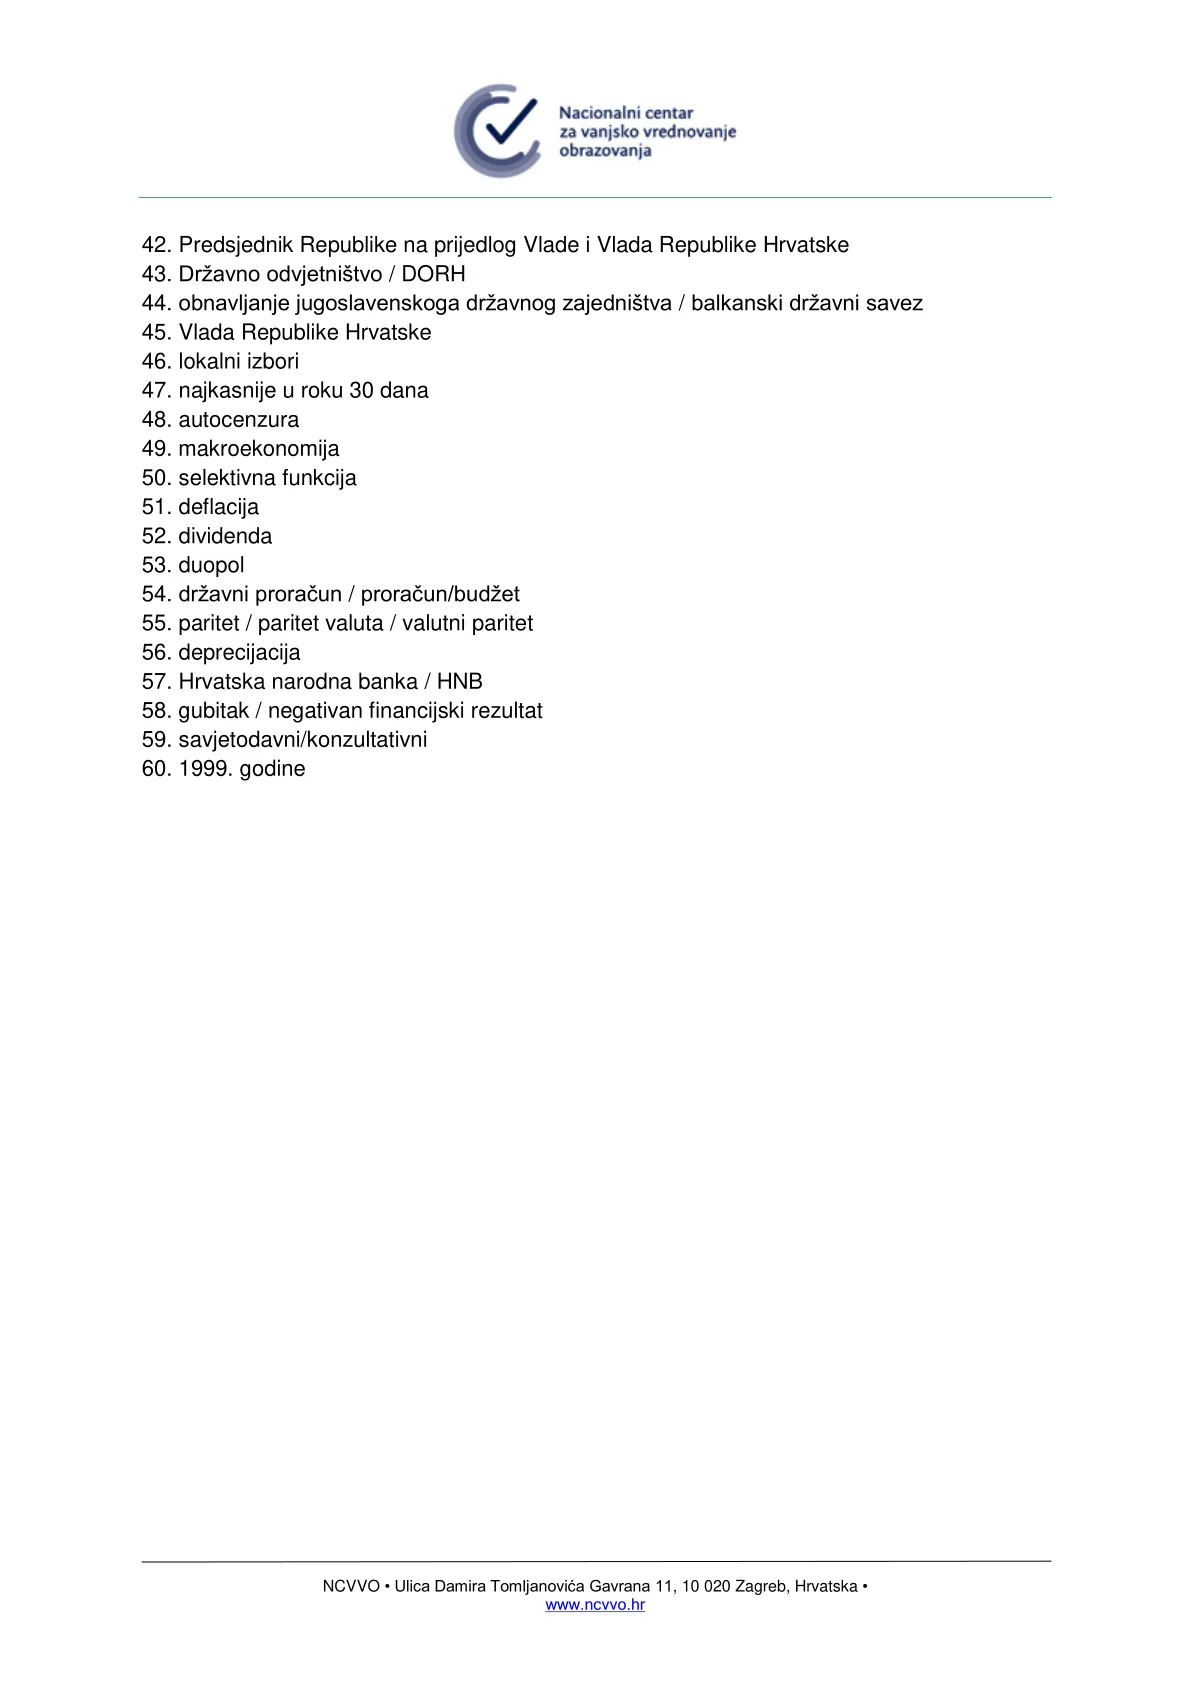 Nacionalni centar
za vanjsko vrednovanje
obrazovanja
42. Predsjednik Republike na prijedlog Vlade i Vlada Republike Hrvatske
43. Državno odvjetništvo / DORH
44. obnavljanje jugoslavenskoga državnog zajedništva / balkanski državni savez
45. Vlada Republike Hrvatske
46. lokalni izbori
47. najkasnije u roku 30 dana
48. autocenzura
49. makroekonomija
50. selektivna funkcija
51. deflacija
52. dividenda
53. duopol
54. državni proračun / proračun/budžet
55. paritet / paritet valuta / valutni paritet
56. deprecijacija
57. Hrvatska narodna banka / HNB
58. gubitak / negativan financijski rezultat
59. savjetodavni/konzultativni
60. 1999. godine
NCVVO • Ulica Damira Tomljanovića Gavrana 11, 10 020 Zagreb, Hrvatska •
www.ncvvo.hr